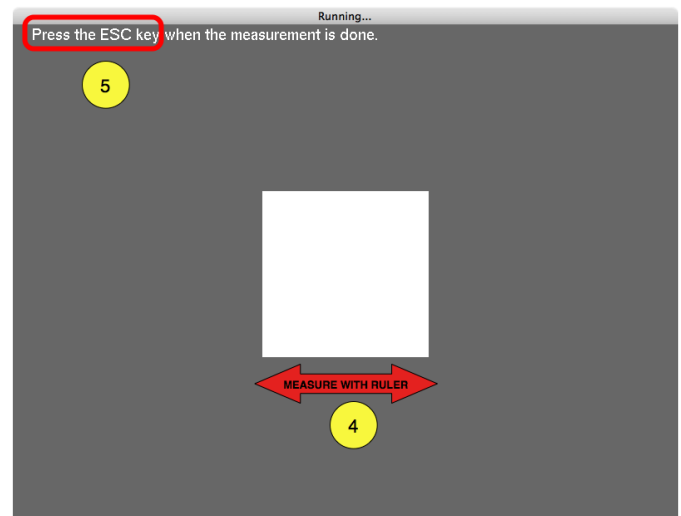 Running...
Press the ESC key when the measurement is done.
5
MEASURE WITH RULER
4